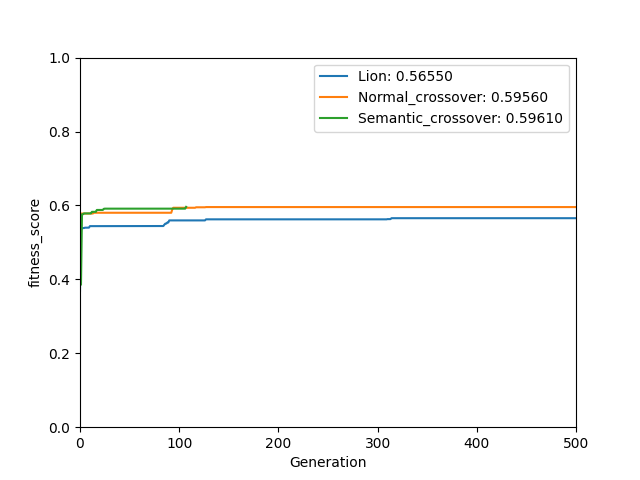 1.0
0.8
0.6
0.4
0.2
0.0
fitness_score
Lion: 0.56550
Normal_crossover: 0.59560
Semantic_crossover: 0.59610
0 100 200 300 400 500
Generation